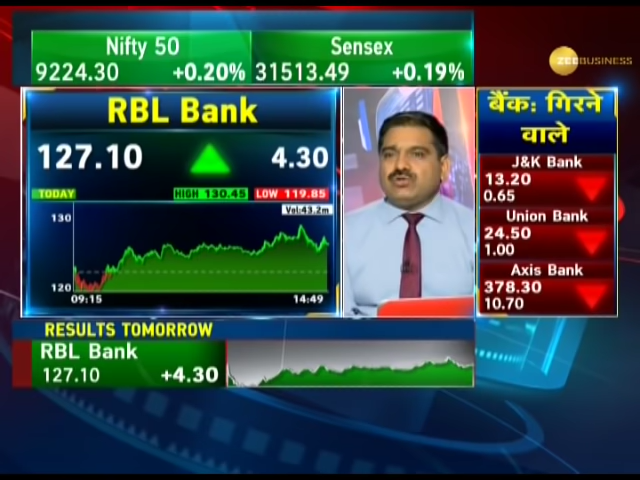 Nifty 50
9224.30 +0.20%
Sensex
31513.49 +0.19%
ZEE BUSINESS
RBL Bank
127.10 4.30
TODAY HIGH 130.45 LOW 119.85
Vol:43.2m
130
120
09:15 14:49
बैंक: गिरने
वाले
J&K Bank
13.20
0.65
Union Bank
24.50
1.00
Axis Bank
378.30
10.70
RESULTS TOMORROW
RBL Bank
127.10 +4.30